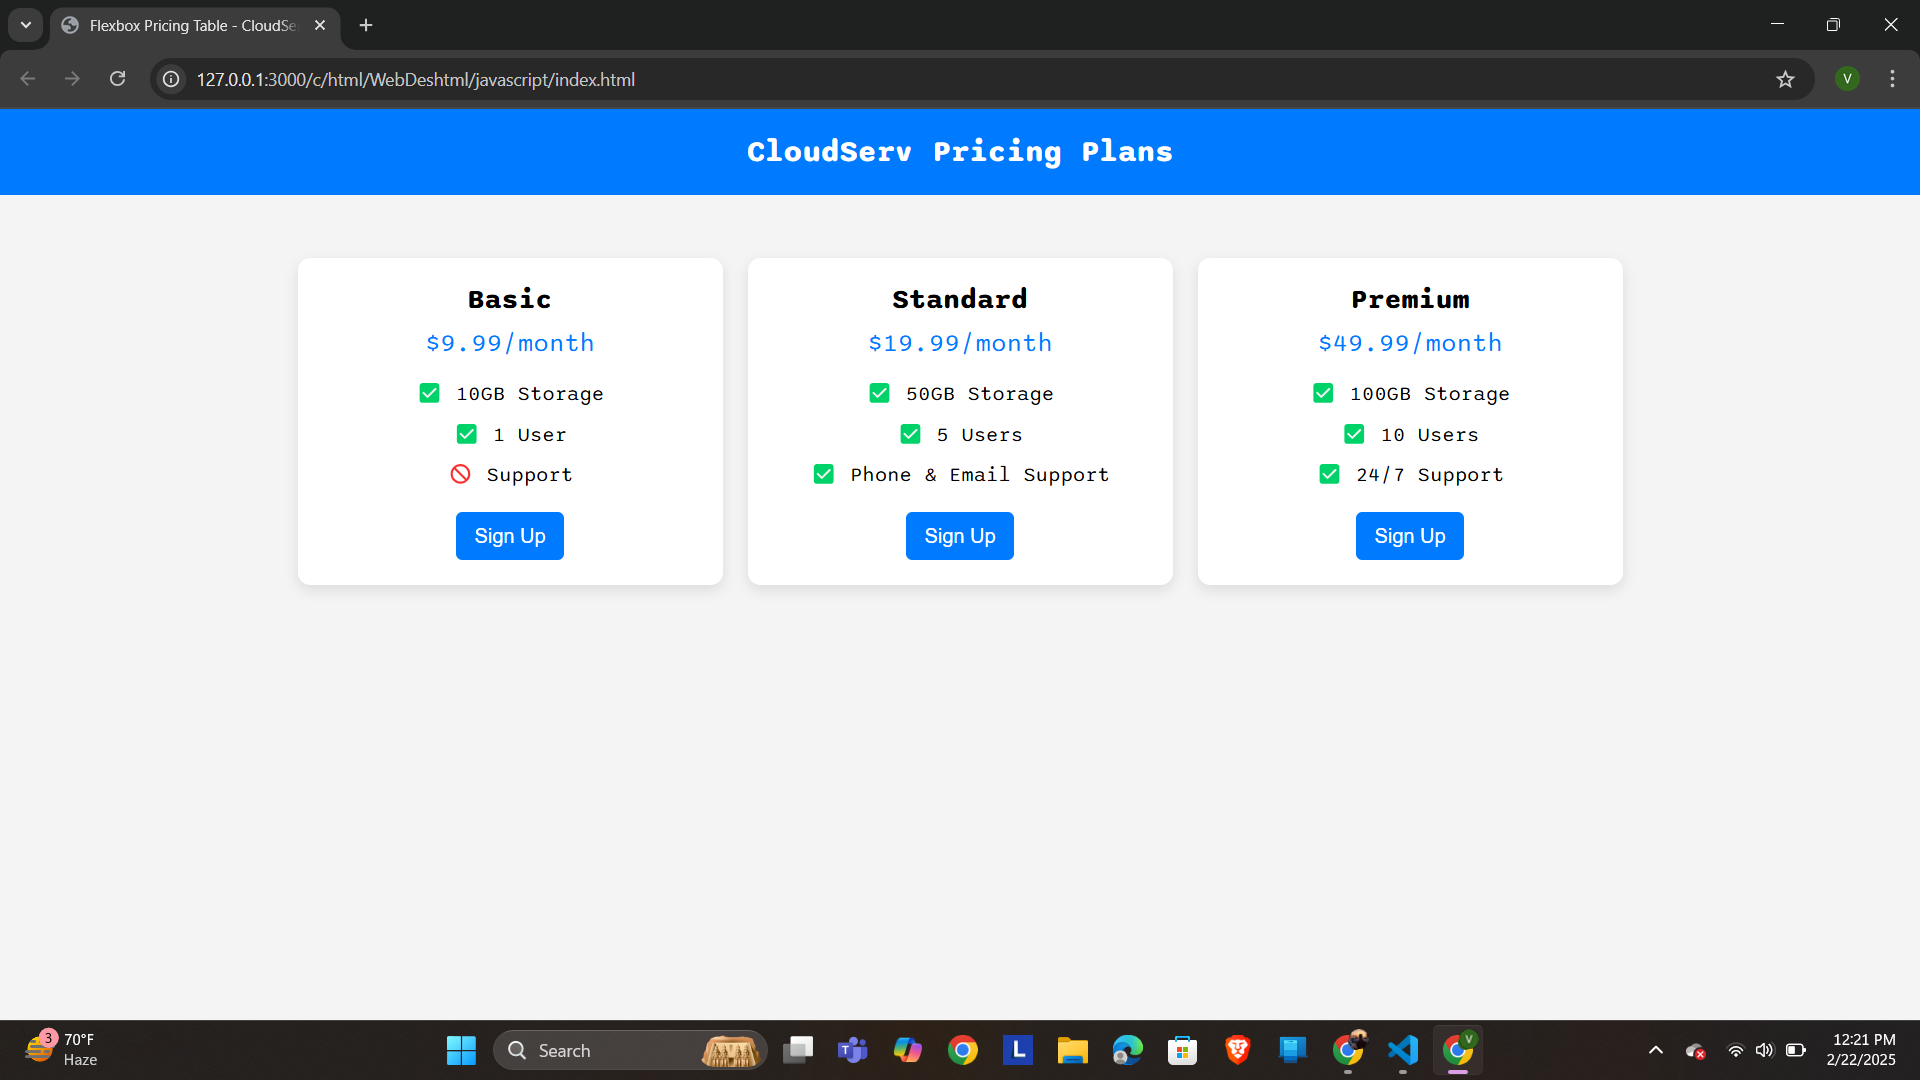 Flexbox Pricing Table - CloudSe
127.0.0.1:3000/c/html/WebDeshtml/javascript/index.html
V
CloudServ Pricing Plans
Basic
$9.99/month
✅ 10GB Storage
✅ 1 User
🚫 Support
Sign Up
Standard
$19.99/month
✅ 50GB Storage
✅ 5 Users
✅ Phone & Email Support
Sign Up
Premium
$49.99/month
✅ 100GB Storage
✅ 10 Users
✅ 24/7 Support
Sign Up
3
70°F
Haze
Search
T
L
V
12:21 PM
2/22/2025